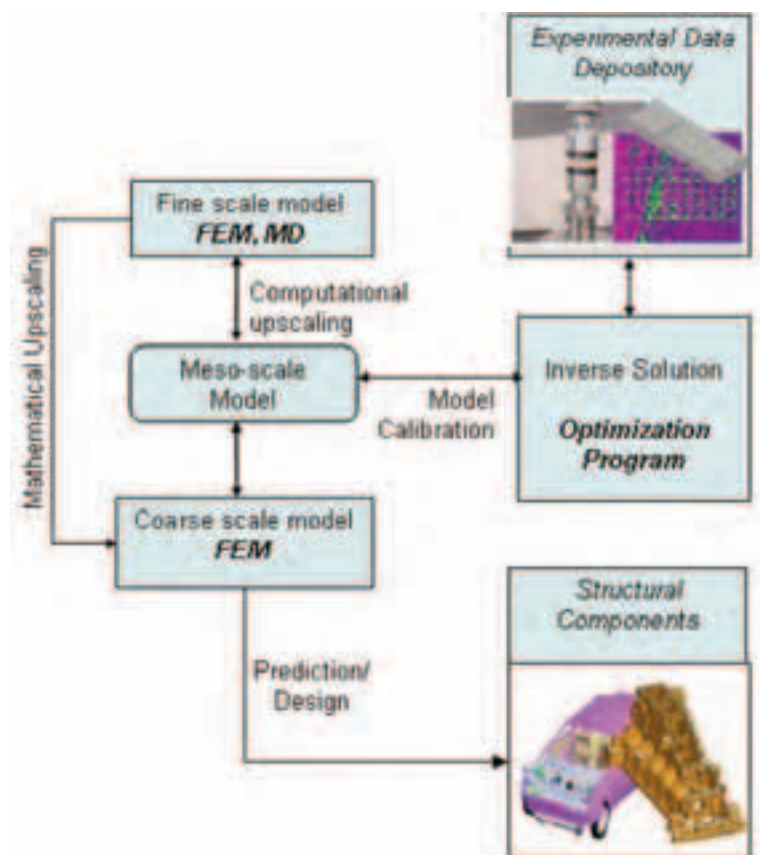 Experimental Data
Depository
Fine scale model
FEM, MD
Mathematical Upscaling
Computational
upscaling
Meso-scale
Model
Model
Calibration
Inverse Solution
Optimization
Program
Coarse scale model
FEM
Prediction/
Design
Structural
Components